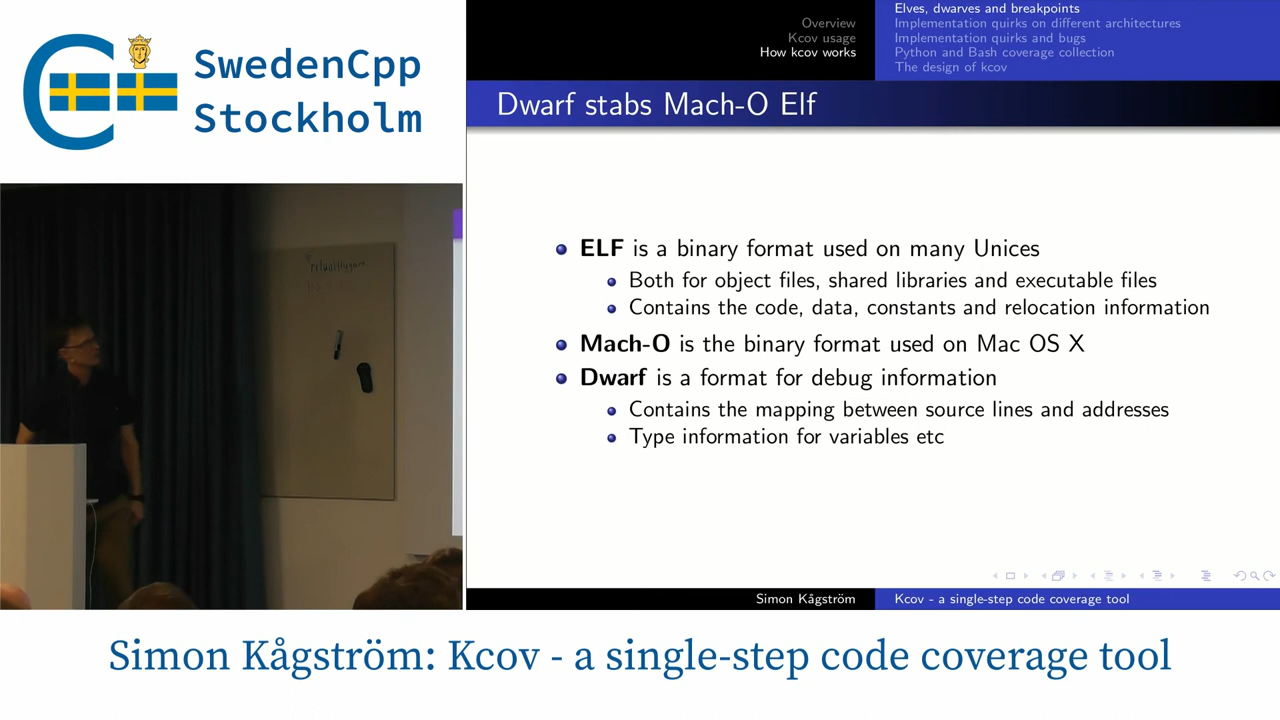 SwedenCpp
Stockholm
Overview
Kcov usage
How kcov works
Elves, dwarves and breakpoints
Implementation quirks on different architectures
Implementation quirks and bugs
Python and Bash coverage collection
The design of kcov
Dwarf stabs Mach-O Elf
ELF is a binary format used on many Unices
Both for object files, shared libraries and executable files
Contains the code, data, constants and relocation information
Mach-O is the binary format used on Mac OS X
Dwarf is a format for debug information
Contains the mapping between source lines and addresses
Type information for variables etc
Simon Kågström
Kcov - a single-step code coverage tool
Simon Kågström: Kcov - a single-step code coverage tool